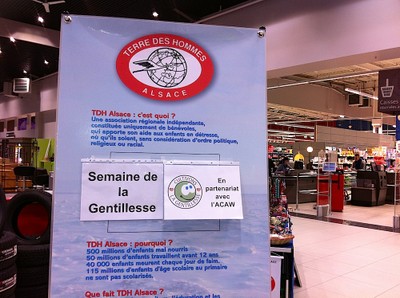 TERRE DES HOMMES
ALSACE
TDH Alsace : c'est quoi ?
Une association régionale indépendante,
constituée uniquement de bénévoles,
qui apporte son aide aux enfants en détresse,
où qu'ils soient, sans considération d'ordre politique,
religieux ou racial.
Semaine de
la
Gentillesse
En
partenariat
avec
l'ACAW
TDH Alsace : pourquoi ?
500 millions d'enfants mal nourris
50 millions d'enfants travaillent avant 12 ans
40 000 enfants meurent chaque jour de faim.
115 millions d'enfants d'âge scolaire au primaire
ne sont pas scolarisés.
Que fait TDH Alsace ?
Caisses